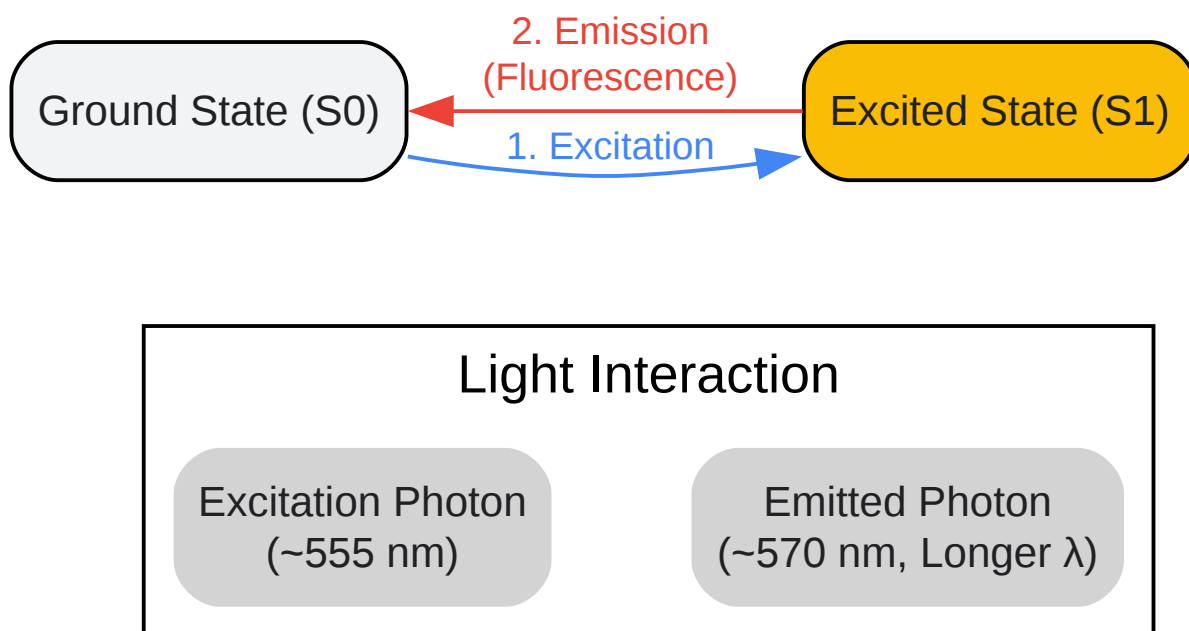 2. Emission
(Fluorescence)
Ground State (S0)
Excited State (S1)
1. Excitation
Light Interaction
Excitation Photon
(~555 nm)
Emitted Photon
(~570 nm, Longer λ)